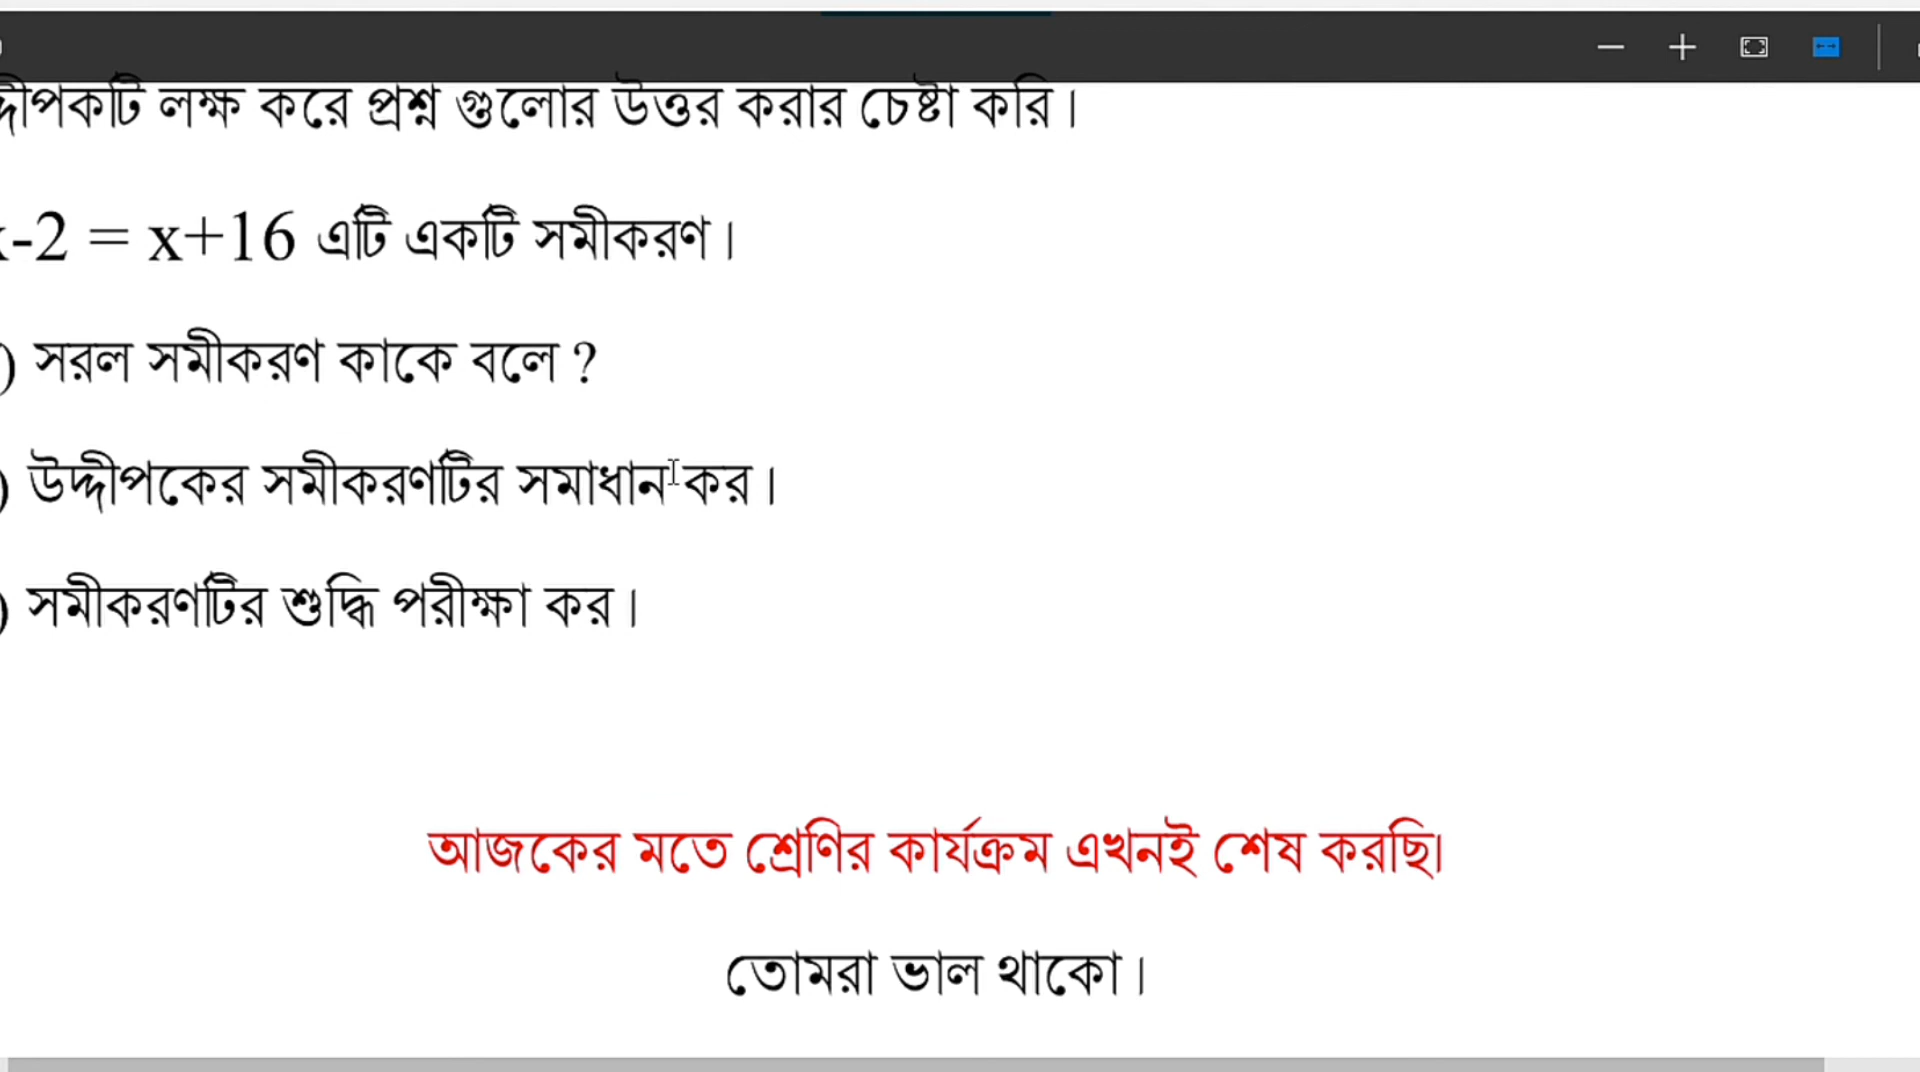 দ্দীপকটি লক্ষ করে প্রশ্ন গুলোর উত্তর করার চেষ্টা করি।
x-2 = x+16 এটি একটি সমীকরণ।
) সরল সমীকরণ কাকে বলে ?
) উদ্দীপকের সমীকরণটির সমাধান কর।
) সমীকরণটির শুদ্ধি পরীক্ষা কর।
আজকের মতে শ্রেণির কার্যক্রম এখনই শেষ করছি।
তোমরা ভাল থাকো।